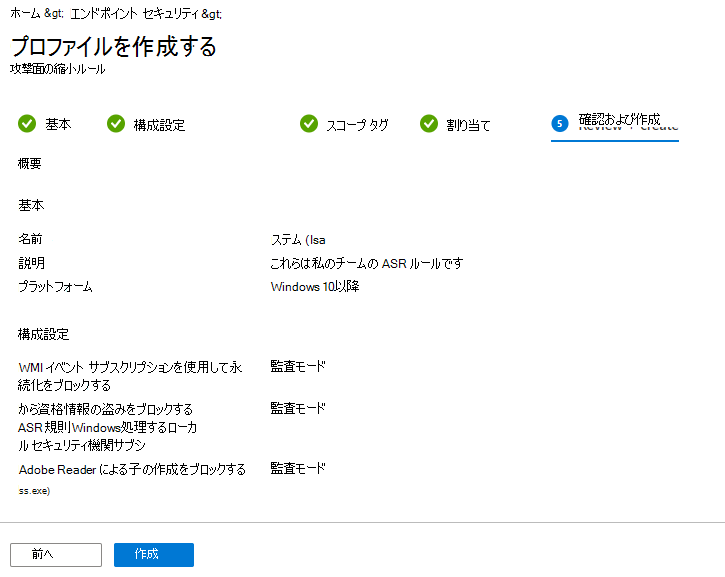 ホーム &gt; エンドポイント セキュリティ &gt;
プロファイルを作成する
攻撃面の縮小ルール
基本 構成設定 スコープ タグ 割り当て 5 確認および作成
概要
基本
名前 ステム (lsa
説明 これらは私のチームの ASR ルールです
プラットフォーム Windows 10以降
構成設定
WMI イベント サブスクリプションを使用して永 監査モード
続化をブロックする
から資格情報の盗みをブロックする 監査モード
ASR 規則Windows処理するローカ
ル セキュリティ機関サブシ
Adobe Reader による子の作成をブロックする 監査モード
ss.exe)
前へ 作成